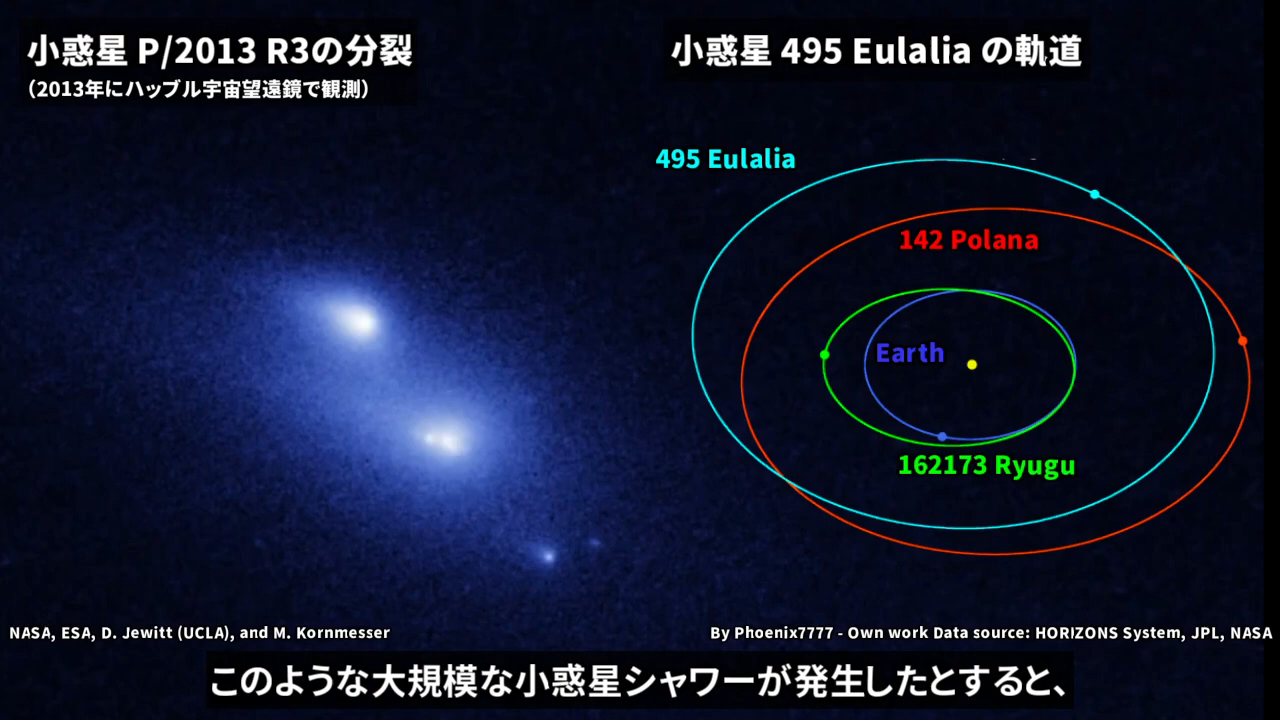 小惑星 P/2013 R3の分裂
（2013年にハッブル宇宙望遠鏡で観測）
小惑星 495 Eulalia の軌道
495 Eulalia
142 Polana
Earth
162173 Ryugu
NASA, ESA, D. Jewitt (UCLA), and M. Kornmesser
By Phoenix7777 - Own work Data source: HORIZONS System, JPL, NASA
このような大規模な小惑星シャワーが発生したとすると、